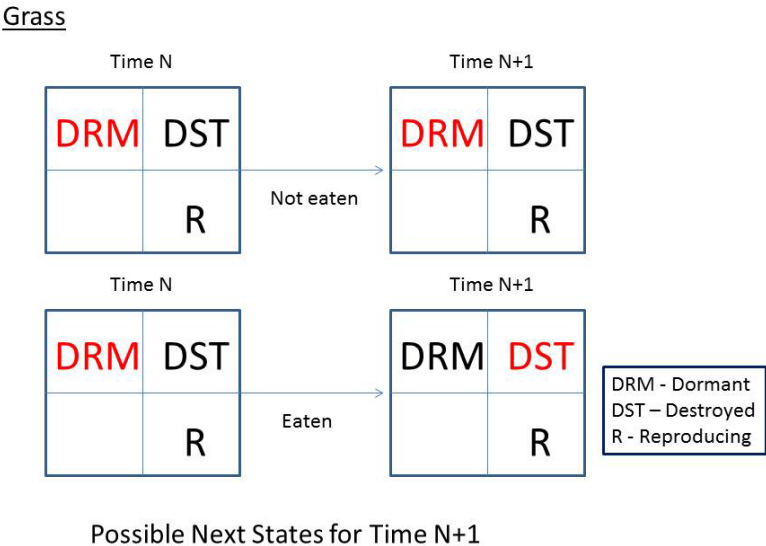 Grass
Time N
Time N+1
DRM DST
DRM DST
Not eaten
R
R
Time N
Time N+1
DRM DST
DRM DST
Eaten
R
R
DRM - Dormant
DST – Destroyed
R - Reproducing
Possible Next States for Time N+1